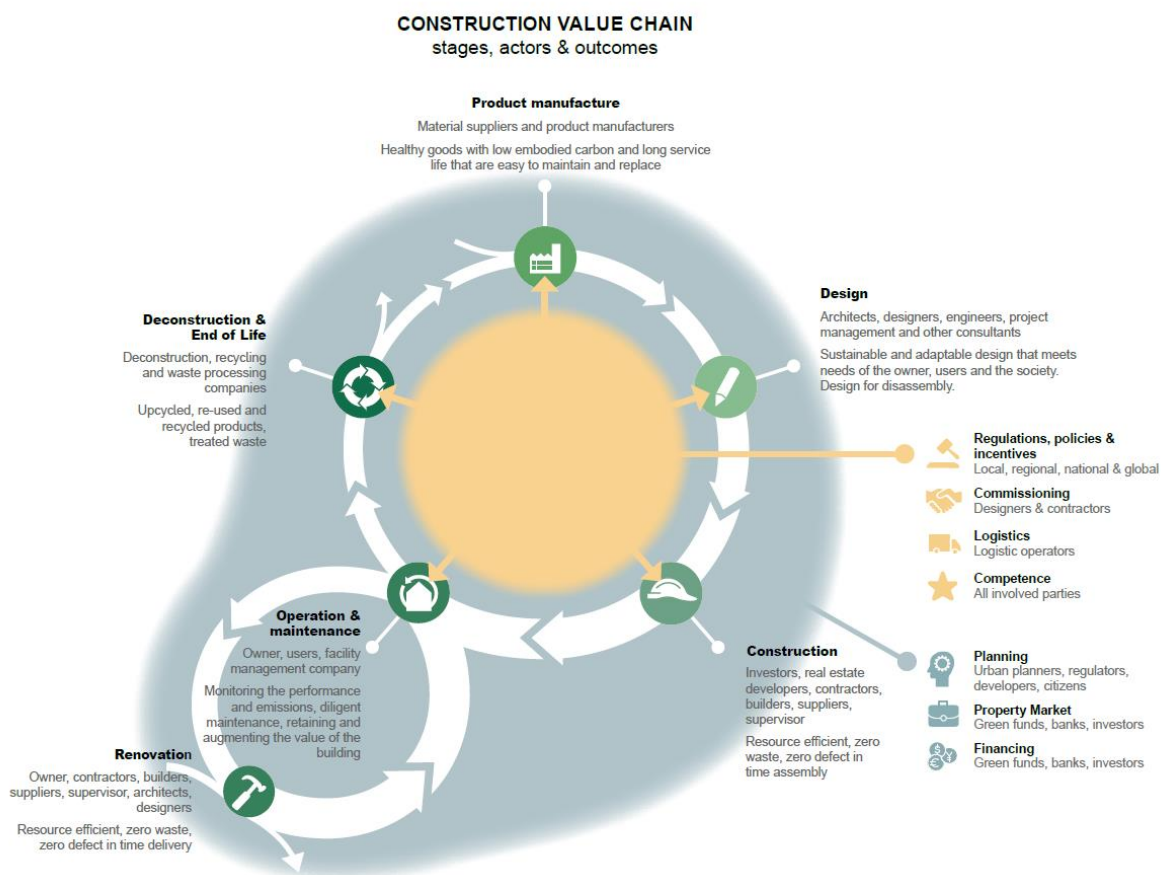 CONSTRUCTION VALUE CHAIN
stages, actors & outcomes
Product manufacture
Material suppliers and product manufacturers
Healthy goods with low embodied carbon and long service
life that are easy to maintain and replace
Design
Architects, designers, engineers, project
management and other consultants
Sustainable and adaptable design that meets
needs of the owner, users and the society.
Design for disassembly.
Deconstruction &
End of Life
Deconstruction, recycling
and waste processing
companies
Upcycled, re-used and
recycled products,
treated waste
Regulations, policies &
incentives
Local, regional, national & global
Commissioning
Designers & contractors
Logistics
Logistic operators
Competence
All involved parties
Operation &
maintenance
Owner, users, facility
management company
Monitoring the performance
and emissions, diligent
maintenance, retaining and
augmenting the value of the
building
Construction
Investors, real estate
developers, contractors,
builders, suppliers,
supervisor
Resource efficient, zero
waste, zero defect in
time assembly
Planning
Urban planners, regulators,
developers, citizens
Property Market
Green funds, banks, investors
Financing
Green funds, banks, investors
Renovation
Owner, contractors, builders,
suppliers, supervisor, architects,
designers
Resource efficient, zero waste,
zero defect in time delivery